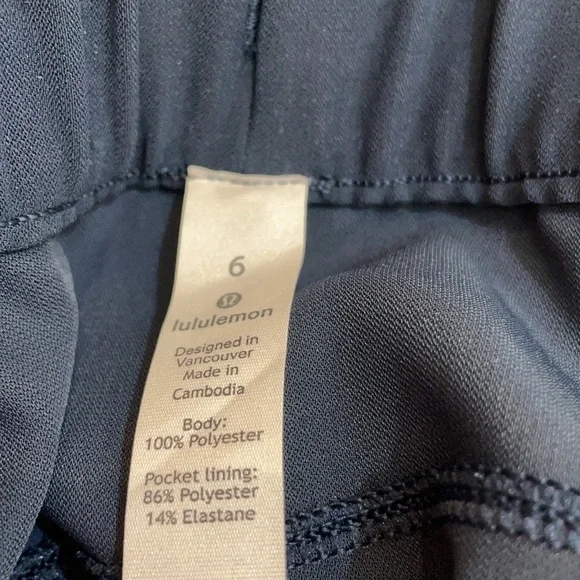 6
lululemon
Designed in
Vancouver
Made in
Cambodia
Body:
100% Polyester
Pocket lining:
86% Polyester
14% Elastane